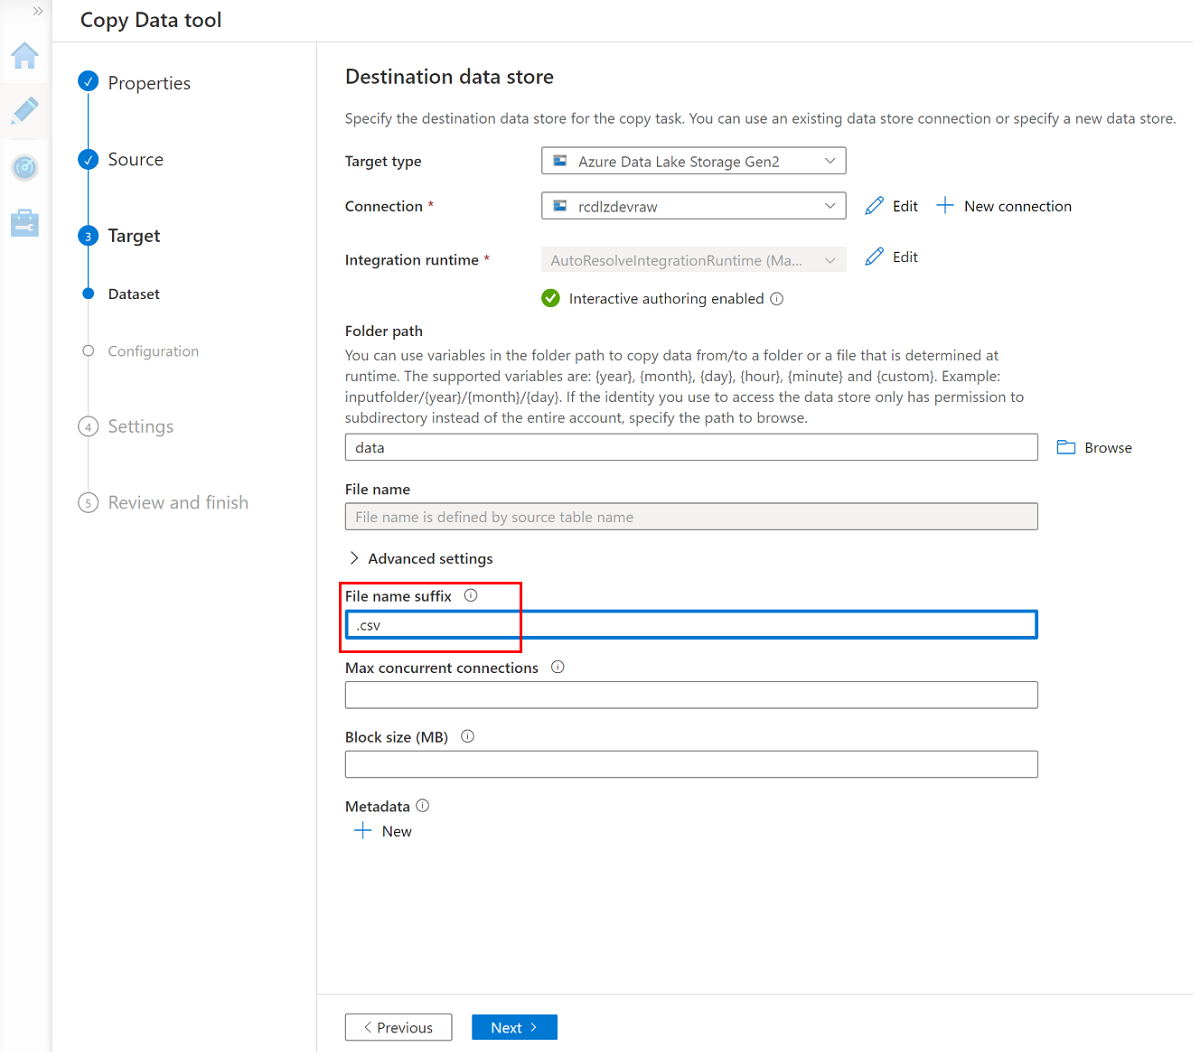 Copy Data tool
Properties
Source
3 Target
Dataset
Configuration
4 Settings
5 Review and finish
Destination data store
Specify the destination data store for the copy task. You can use an existing data store connection or specify a new data store.
Target type Azure Data Lake Storage Gen2
Connection * rcdlzdevraw Edit New connection
Integration runtime * AutoResolveIntegrationRuntime (Ma... Edit
Interactive authoring enabled
Folder path
You can use variables in the folder path to copy data from/to a folder or a file that is determined at
runtime. The supported variables are: {year}, {month}, {day}, {hour}, {minute} and {custom}. Example:
inputfolder/{year}/{month}/{day}. If the identity you use to access the data store only has permission to
subdirectory instead of the entire account, specify the path to browse.
data Browse
File name
File name is defined by source table name
Advanced settings
File name suffix
.csv
Max concurrent connections
Block size (MB)
Metadata
New
Previous Next